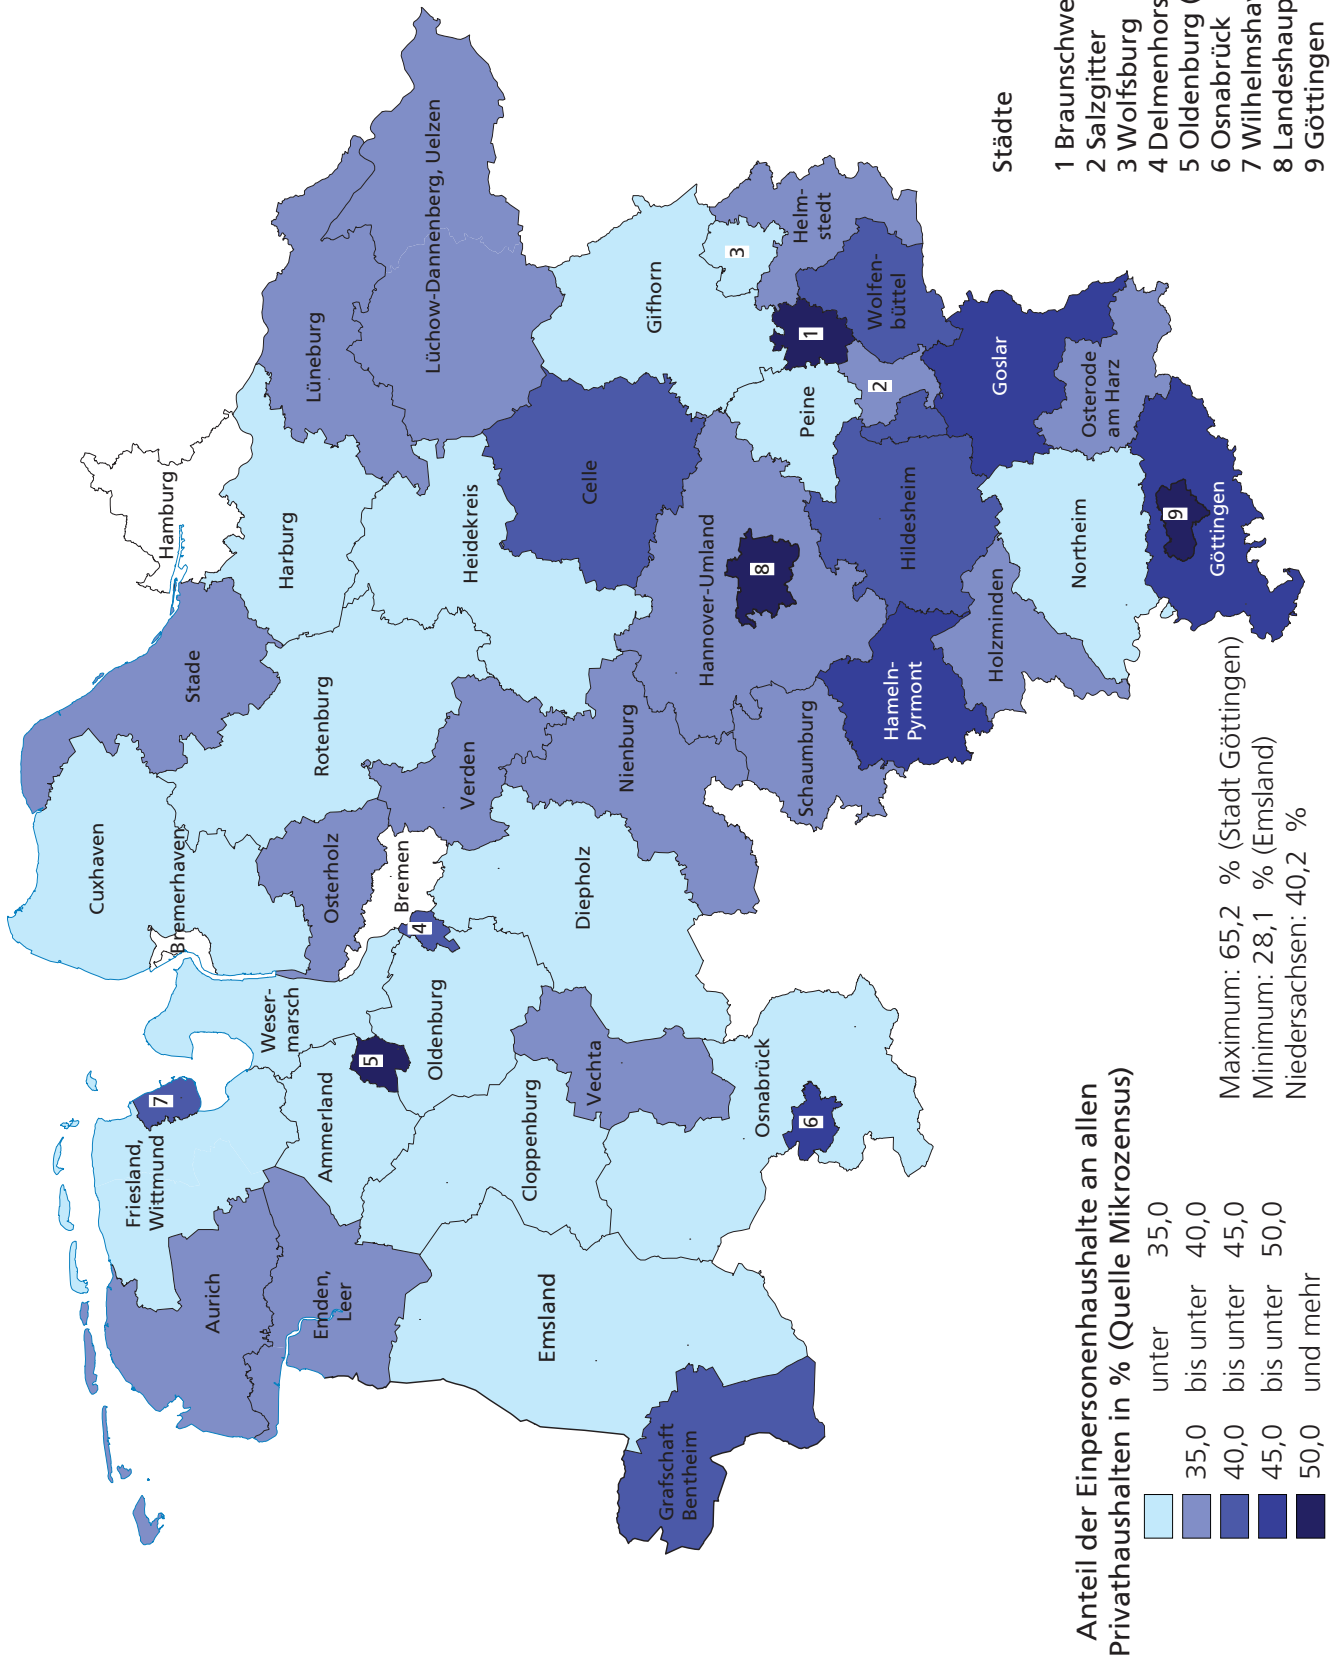 Hamburg
Stade
Cuxhaven
Bremerhaven
Lüneburg
Lüchow-Dannenberg, Uelzen
Harburg
Rotenburg
Osterholz
Weser-
marsch
7
Friesland,
Wittmund
Aurich
Emden,
Leer
Ammerland
5
Oldenburg
4
Bremen
Verden
Heidekreis
Celle
Gifhorn
3
Helm-
stedt
Wolfen-
büttel
1
2
Peine
Hannover-Umland
8
Nienburg
Diepholz
Vechta
Cloppenburg
Emsland
Grafschaft
Bentheim
Osnabrück
6
Schaumburg
Hameln-
Pyrmont
Hildesheim
Holzminden
Goslar
Osterode
am Harz
Northeim
9
Göttingen
Städte
1 Braunschwe
2 Salzgitter
3 Wolfsburg
4 Delmenhors
5 Oldenburg (
6 Osnabrück
7 Wilhelmsha
8 Landeshaup
9 Göttingen
Anteil der Einpersonenhaushalte an allen
Privathaushalten in % (Quelle Mikrozensus)
unter 35,0
35,0 bis unter 40,0
40,0 bis unter 45,0
45,0 bis unter 50,0
50,0 und mehr
Maximum: 65,2 % (Stadt Göttingen)
Minimum: 28,1 % (Emsland)
Niedersachsen: 40,2 %